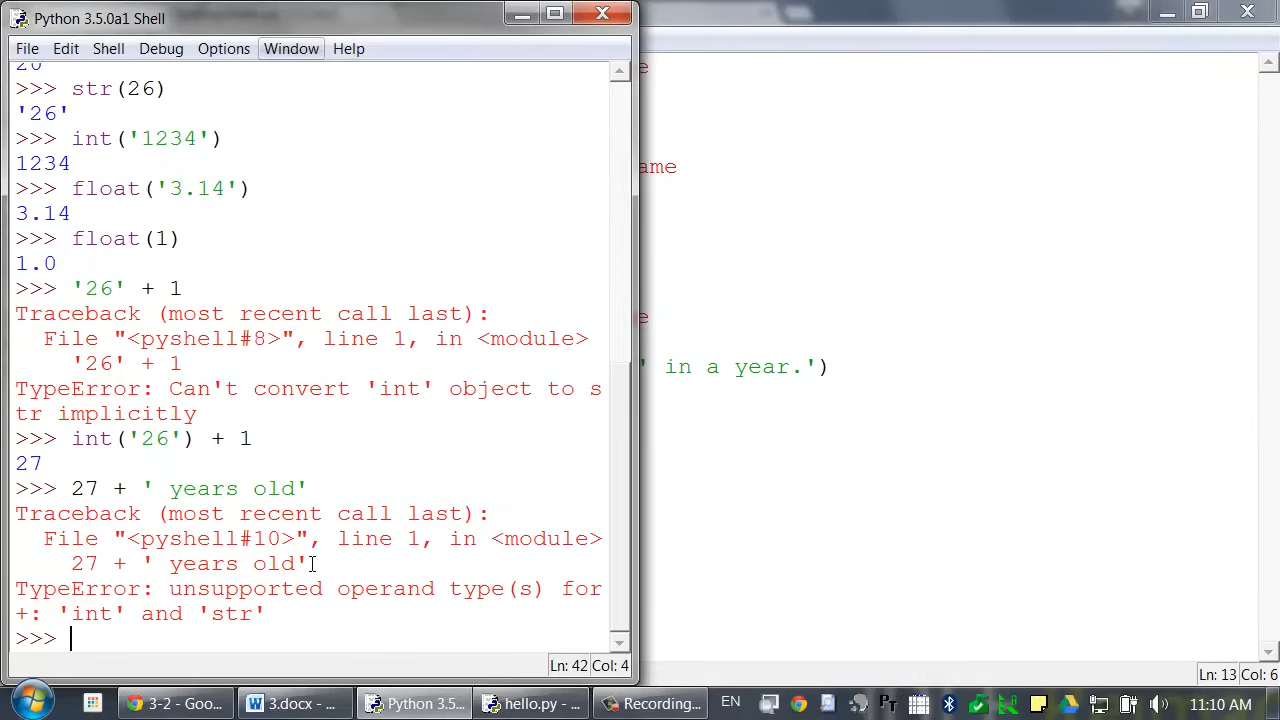 Python 3.5.0a1 Shell
File Edit Shell Debug Options Window Help
>>> str(26)
'26'
>>> int('1234')
1234
>>> float('3.14')
3.14
>>> float(1)
1.0
>>> '26' + 1
Traceback (most recent call last):
  File "<pyshell#8>", line 1, in <module>
    '26' + 1
TypeError: Can't convert 'int' object to s
tr implicitly
>>> int('26') + 1
27
>>> 27 + ' years old'
Traceback (most recent call last):
  File "<pyshell#10>", line 1, in <module>
    27 + ' years old'
TypeError: unsupported operand type(s) for
+: 'int' and 'str'
>>>
Ln: 42 Col: 4
e
ame
e
' in a year.')
Ln: 13 Col: 6
3-2 - Goo...
3.docx - ...
Python 3.5...
hello.py - ...
Recording...
EN
11:10 AM